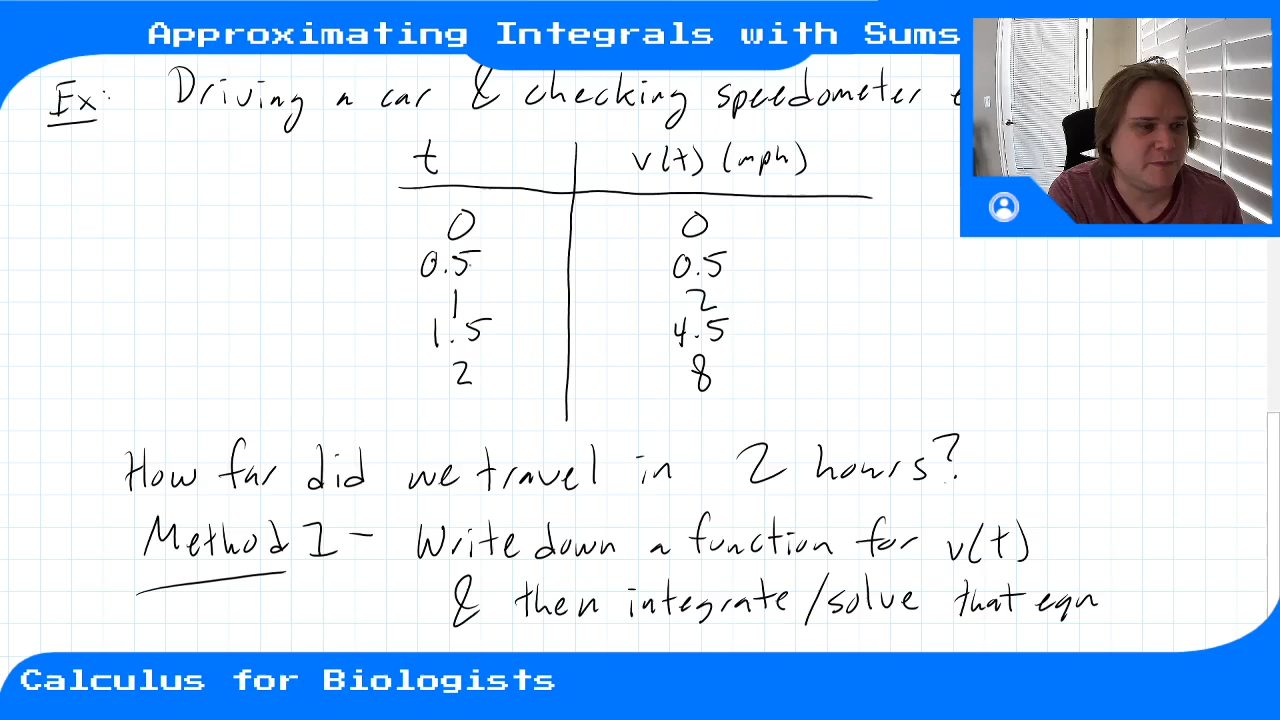 Approximating Integrals with Sums
Ex: Driving a car & checking speedometer
t v(t) (mph)
0 0
0.5 0.5
1 2
1.5 4.5
2 8
How far did we travel in 2 hours?
Method 1 - Write down a function for v(t)
& then integrate/solve that eqn
Calculus for Biologists